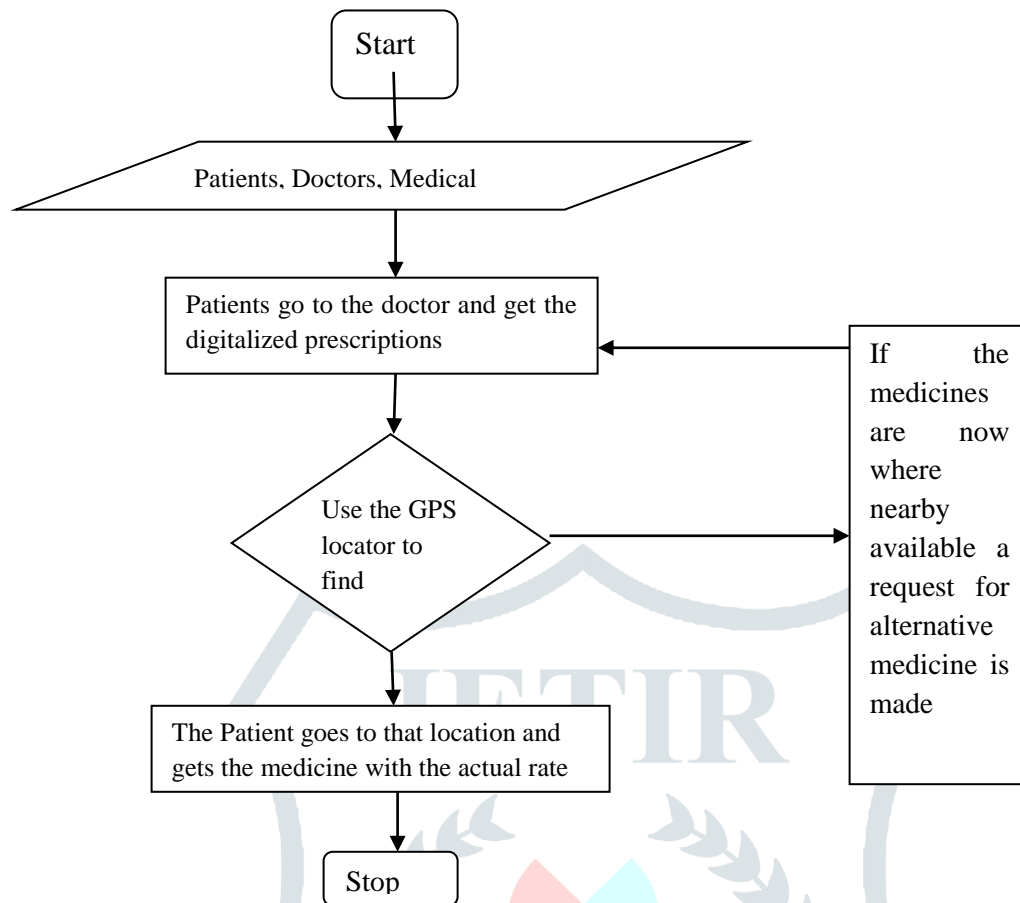 Start
Patients, Doctors, Medical
Patients go to the doctor and get the
digitalized prescriptions
If the
medicines
are now
where
nearby
available a
request for
alternative
medicine is
made
Use the GPS
locator to
find
JETIR
The Patient goes to that location and
gets the medicine with the actual rate
Stop